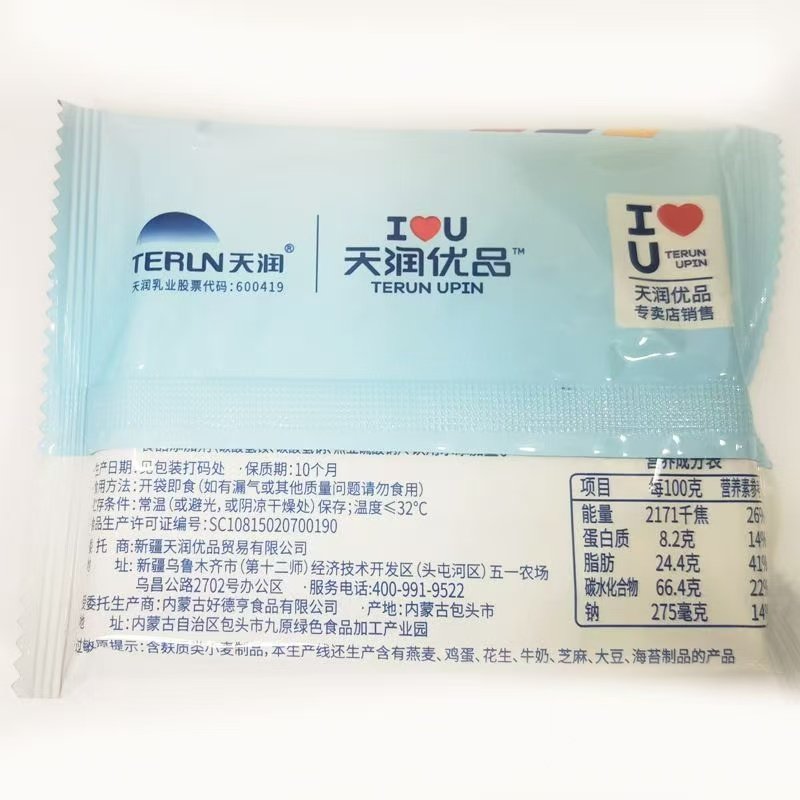 TERUN天润®
天润乳业股票代码:600419
I❤U
天润优品™
TERUN UPIN
I❤
U TERUN
UPIN
天润优品
专卖店销售
生产日期:见包装打码处 ·保质期:10个月
食用方法:开袋即食(如有漏气或其他质量问题请勿食用)
贮存条件:常温(或避光,或阴凉干燥处)保存;温度≤32°C
食品生产许可证编号:SC10815020700190
委托商:新疆天润优品贸易有限公司
地址:新疆乌鲁木齐市(第十二师)经济技术开发区(头屯河区)五一农场
乌昌公路2702号办公区 ·服务电话:400-991-9522
受委托生产商:内蒙古好德亨食品有限公司 ·产地:内蒙古包头市
地址:内蒙古自治区包头市九原绿色食品加工产业园
过敏原提示:含麸质类小麦制品,本生产线还生产含有燕麦、鸡蛋、花生、牛奶、芝麻、大豆、海苔制品的产品
营养成分表
项目 每100克 营养素参
能量 2171千焦 26%
蛋白质 8.2克 14%
脂肪 24.4克 41%
碳水化合物 66.4克 22%
钠 275毫克 14%